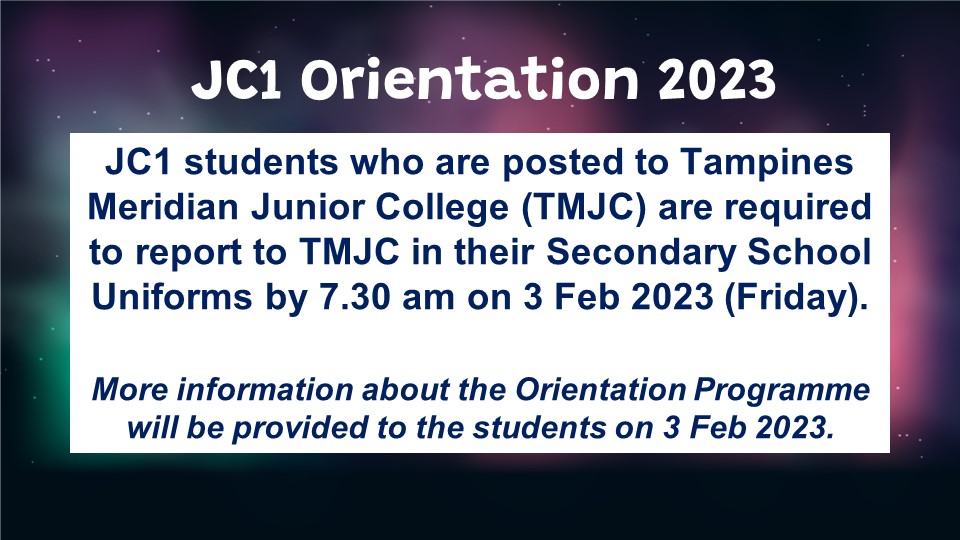 JC1 Orientation 2023
JC1 students who are posted to Tampines
Meridian Junior College (TMJC) are required
to report to TMJC in their Secondary School
Uniforms by 7.30 am on 3 Feb 2023 (Friday).
More information about the Orientation Programme
will be provided to the students on 3 Feb 2023.